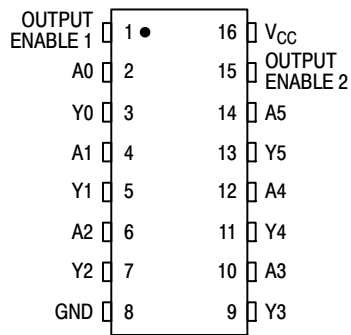 OUTPUT
ENABLE 1 1 16 VCC
A0 2 15 OUTPUT
ENABLE 2
Y0 3 14 A5
A1 4 13 Y5
Y1 5 12 A4
A2 6 11 Y4
Y2 7 10 A3
GND 8 9 Y3